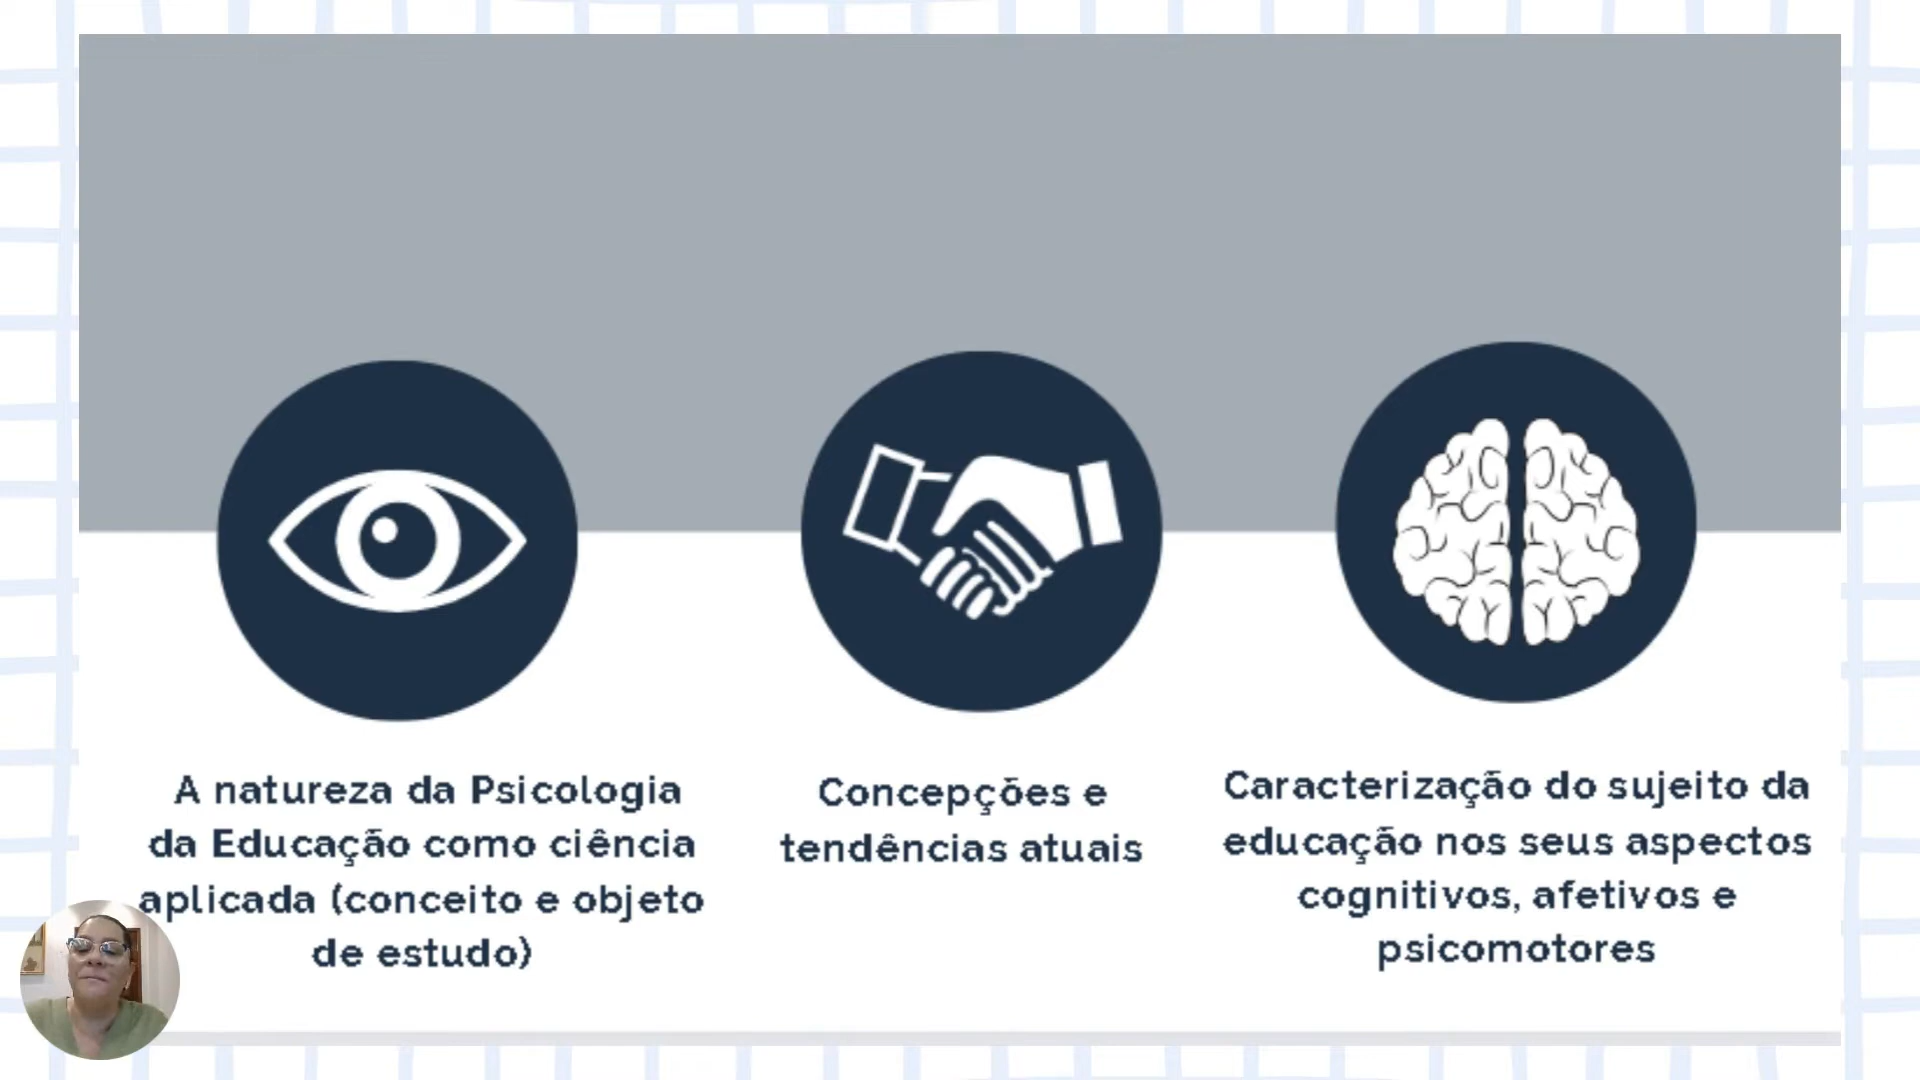 A natureza da Psicologia
da Educação como ciência
aplicada (conceito e objeto
de estudo)
Concepções e
tendências atuais
Caracterização do sujeito da
educação nos seus aspectos
cognitivos, afetivos e
psicomotores